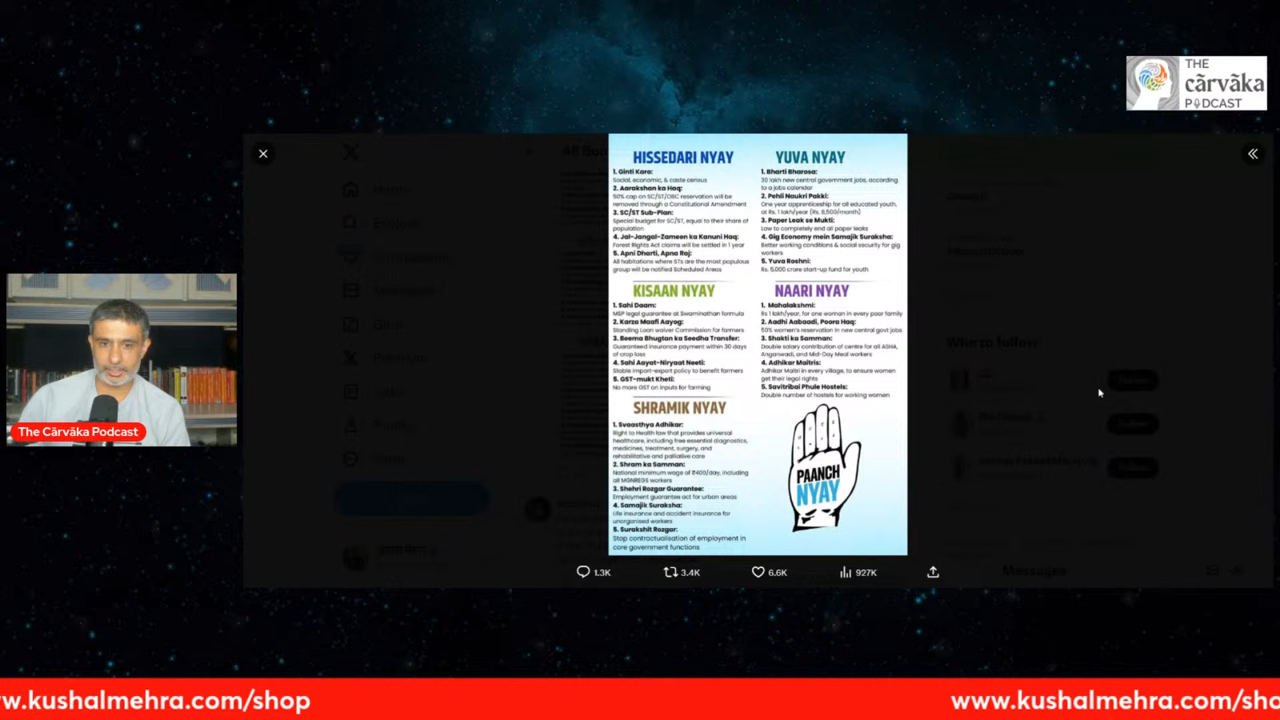 THE
cārvāka
PODCAST
HISSEDARI NYAY
1. Ginti Karo:
Social, economic, & caste census
2. Aarakshan ka Haq:
50% cap on SC/ST/OBC reservation will be
removed through a Constitutional Amendment
3. SC/ST Sub-Plan:
Special budget for SC/ST, equal to their share of
population
4. Jal-Jangal-Zameen ka Kanuni Haq:
Forest Rights Act claims will be settled in 1 year
5. Apni Dharti, Apna Raj:
All habitations where STs are the most populous
group will be notified Scheduled Areas
YUVA NYAY
1. Bharti Bharosa:
30 lakh new central government jobs, according
to a jobs calendar
2. Pehli Naukri Pakki:
One year apprenticeship for all educated youth,
at Rs. 1 lakh/year (Rs. 8,500/month)
3. Paper Leak se Mukti:
Law to completely end all paper leaks
4. Gig Economy mein Samajik Suraksha:
Better working conditions & social security for gig
workers
5. Yuva Roshni:
Rs. 5,000 crore start-up fund for youth
KISAAN NYAY
1. Sahi Daam:
MSP legal guarantee at Swaminathan formula
2. Karza Maafi Aayog:
Standing Loan waiver Commission for farmers
3. Beema Bhugtan ka Seedha Transfer:
Guaranteed insurance payment within 30 days
of crop loss
4. Sahi Aayat-Niryaat Neeti:
Stable import-export policy to benefit farmers
5. GST-mukt Kheti:
No more GST on inputs for farming
NAARI NYAY
1. Mahalakshmi:
Rs 1 lakh/year, for one woman in every poor family
2. Aadhi Aabaadi, Poora Haq:
50% women's reservation in new central govt jobs
3. Shakti ka Samman:
Double salary contribution of centre for all ASHA,
Anganwadi, and Mid-Day Meal workers
4. Adhikar Maitris:
Adhikar Maitri in every village, to ensure women
get their legal rights
5. Savitribai Phule Hostels:
Double number of hostels for working women
SHRAMIK NYAY
1. Svaasthya Adhikar:
Right to Health law that provides universal
healthcare, including free essential diagnostics,
medicines, treatment, surgery, and
rehabilitative and palliative care
2. Shram ka Samman:
National minimum wage of ₹400/day, including
all MGNREGS workers
3. Shehri Rozgar Guarantee:
Employment guarantee act for urban areas
4. Samajik Suraksha:
Life insurance and accident insurance for
unorganised workers
5. Surakshit Rozgar:
Stop contractualisation of employment in
core government functions
PAANCH
NYAY
1.3K 3.4K 6.6K 927K
Who to follow
Messages
The Cārvāka Podcast
w.kushalmehra.com/shop www.kushalmehra.com/sho